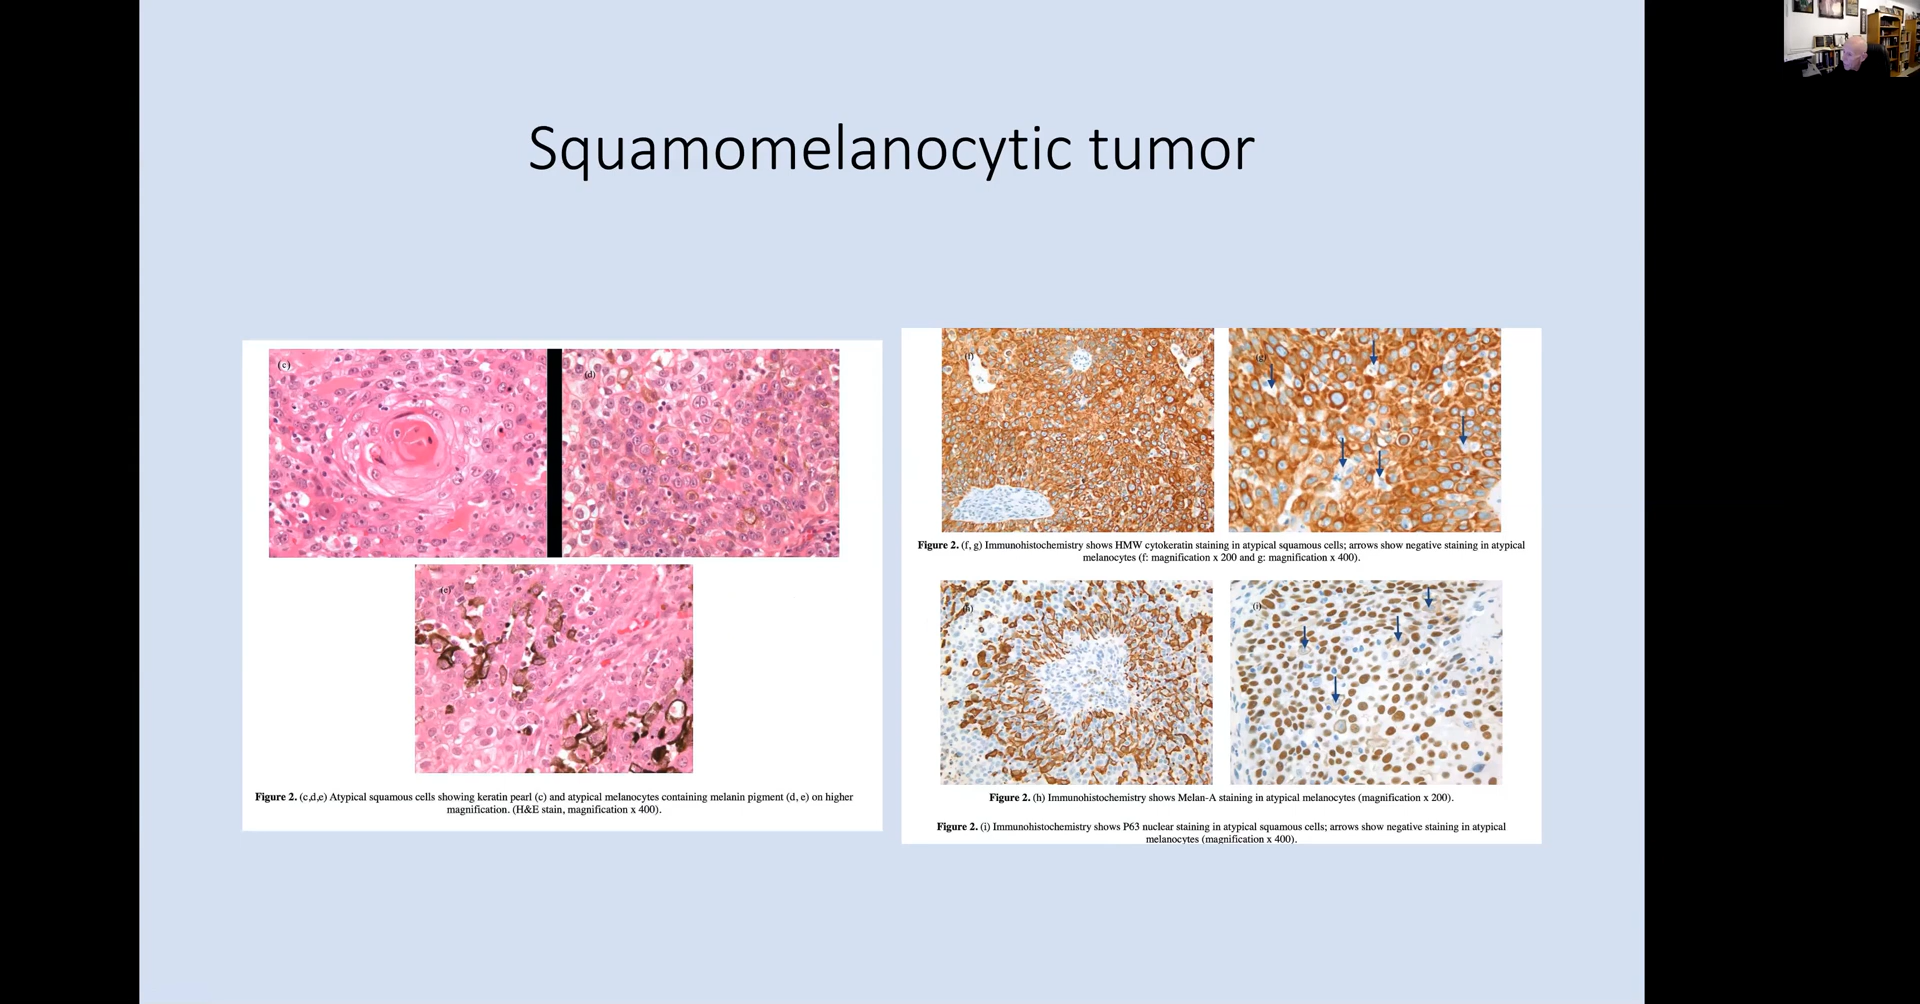 Squamomelanocytic tumor
(c)
(d)
(e)
Figure 2. (c,d,e) Atypical squamous cells showing keratin pearl (c) and atypical melanocytes containing melanin pigment (d, e) on higher
magnification. (H&E stain, magnification x 400).
(f)
(g)
Figure 2. (f, g) Immunohistochemistry shows HMW cytokeratin staining in atypical squamous cells; arrows show negative staining in atypical
melanocytes (f: magnification x 200 and g: magnification x 400).
(h)
(i)
Figure 2. (h) Immunohistochemistry shows Melan-A staining in atypical melanocytes (magnification x 200).
Figure 2. (i) Immunohistochemistry shows P63 nuclear staining in atypical squamous cells; arrows show negative staining in atypical
melanocytes (magnification x 400).